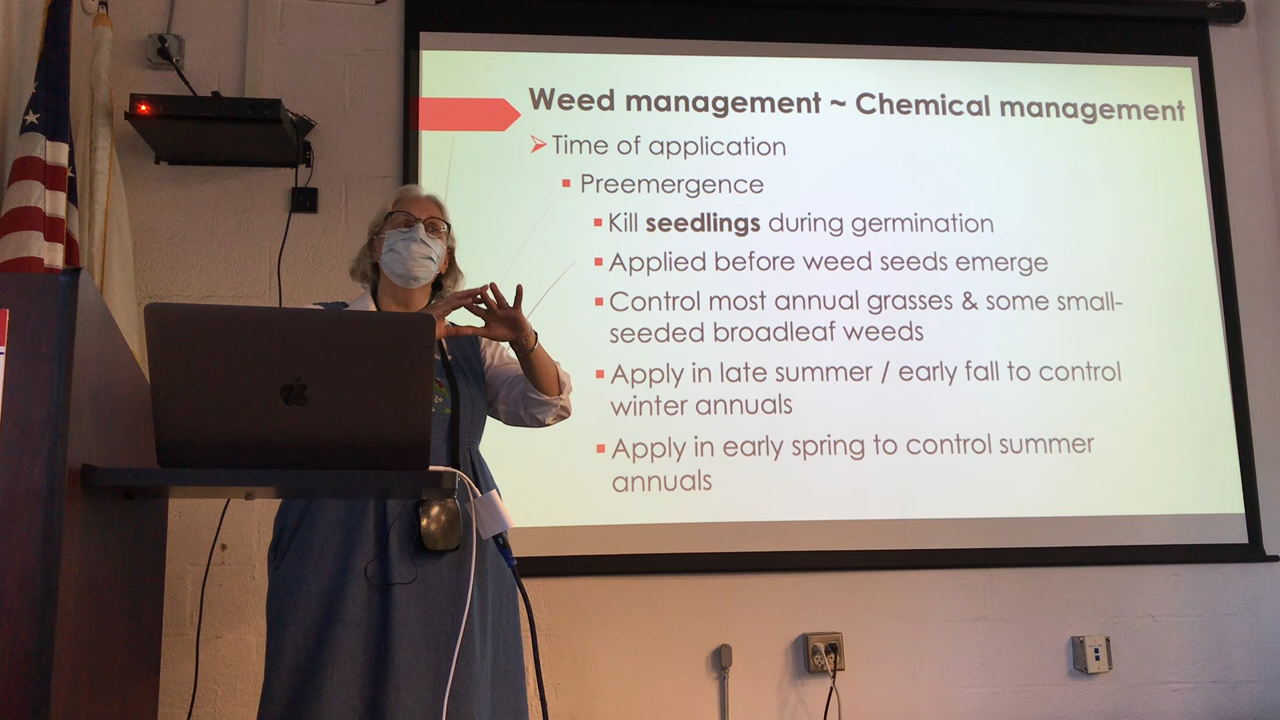 Weed management ~ Chemical management
Time of application
Preemergence
Kill seedlings during germination
Applied before weed seeds emerge
Control most annual grasses & some small-
seeded broadleaf weeds
Apply in late summer / early fall to control
winter annuals
Apply in early spring to control summer
annuals